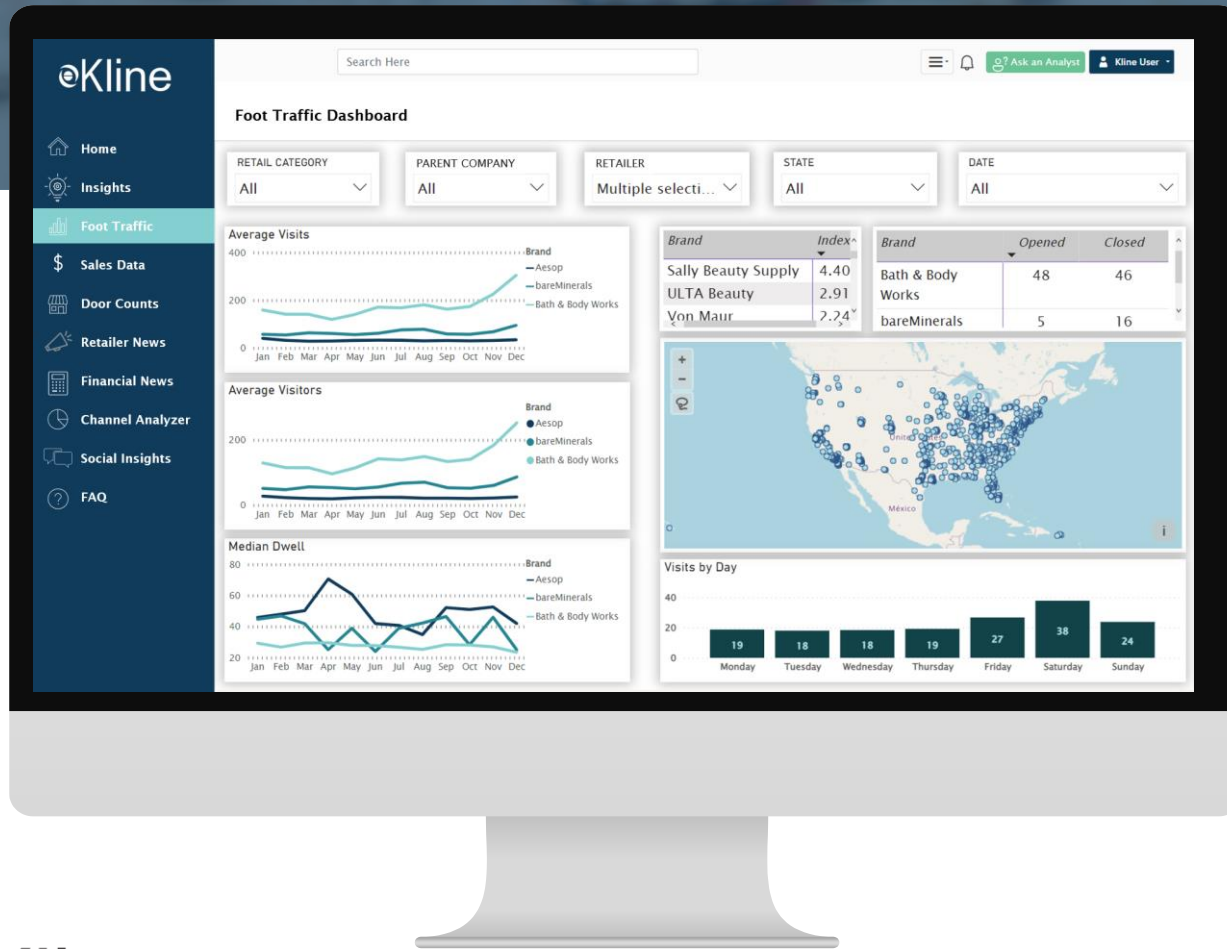 eKline
Search Here
Ask an Analyst
Kline User
Foot Traffic Dashboard
Home
Insights
Foot Traffic
Sales Data
Door Counts
Retailer News
Financial News
Channel Analyzer
Social Insights
FAQ
RETAIL CATEGORY
All
PARENT COMPANY
All
RETAILER
Multiple selecti...
STATE
All
DATE
All
Average Visits
400
200
0
Jan Feb Mar Apr May Jun Jul Aug Sep Oct Nov Dec
Brand
Aesop
bareMinerals
Bath & Body Works
Average Visitors
200
0
Jan Feb Mar Apr May Jun Jul Aug Sep Oct Nov Dec
Brand
Aesop
bareMinerals
Bath & Body Works
Median Dwell
80
60
40
20
Jan Feb Mar Apr May Jun Jul Aug Sep Oct Nov Dec
Brand
Aesop
bareMinerals
Bath & Body Works
Brand Index
Sally Beauty Supply 4.40
ULTA Beauty 2.91
Von Maur 2.24
Brand Opened Closed
Bath & Body 48 46
Works
bareMinerals 5 16
+
-
México
i
Visits by Day
40
20
0
19 18 18 19 27 38 24
Monday Tuesday Wednesday Thursday Friday Saturday Sunday